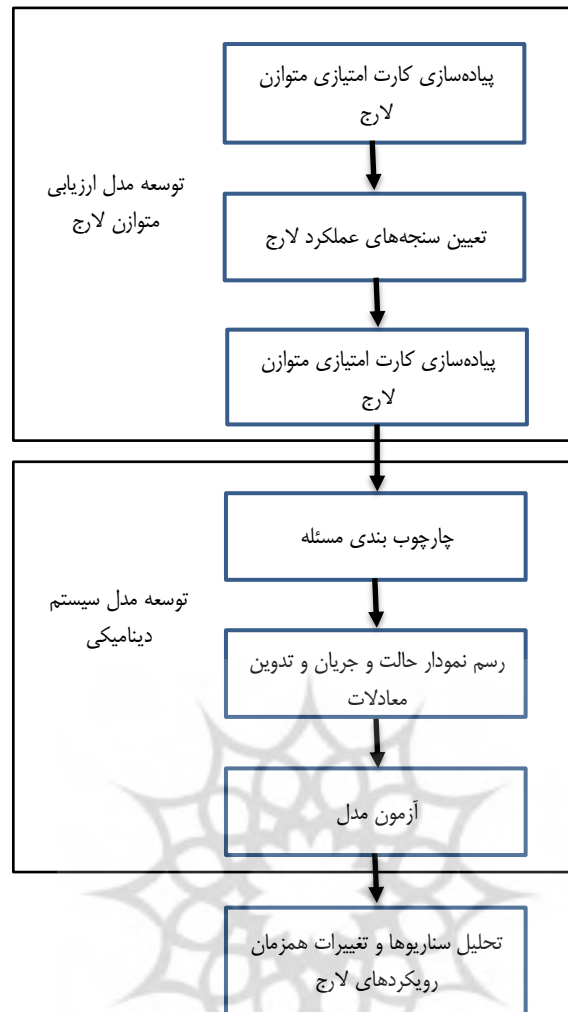 پیاده‌سازی کارت امتیازی متوازن
لارج
توسعه مدل ارزیابی
متوازن لارج
تعیین سنجه‌های عملکرد لارج
پیاده‌سازی کارت امتیازی متوازن
لارج
چارچوب بندی مسئله
توسعه مدل سیستم
دینامیکی
رسم نمودار حالت و جریان و تدوین
معادلات
آزمون مدل
تحلیل سناریوها و تغییرات همزمان
رویکردهای لارج